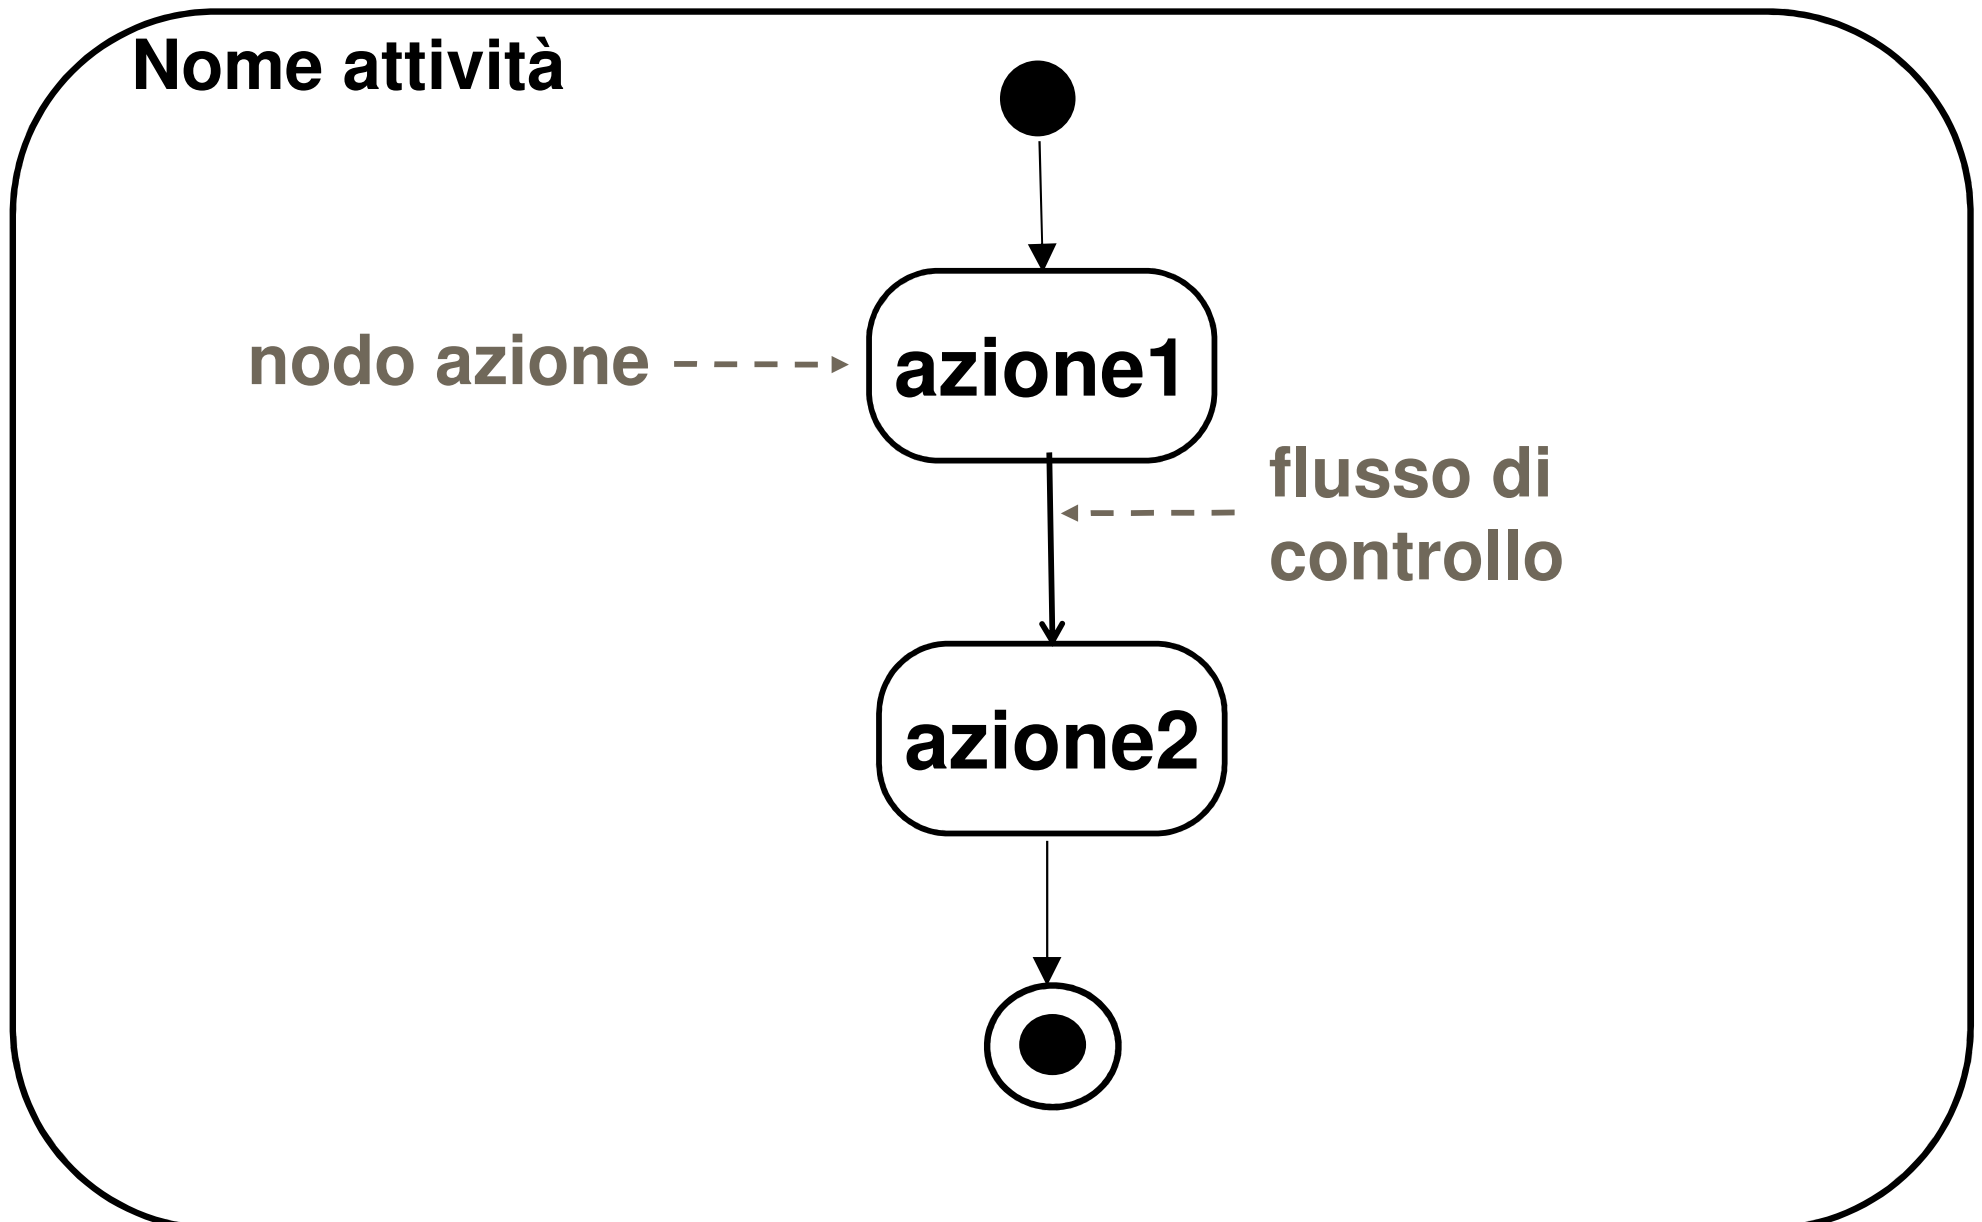 Nome attività
nodo azione
azione1
flusso di
controllo
azione2